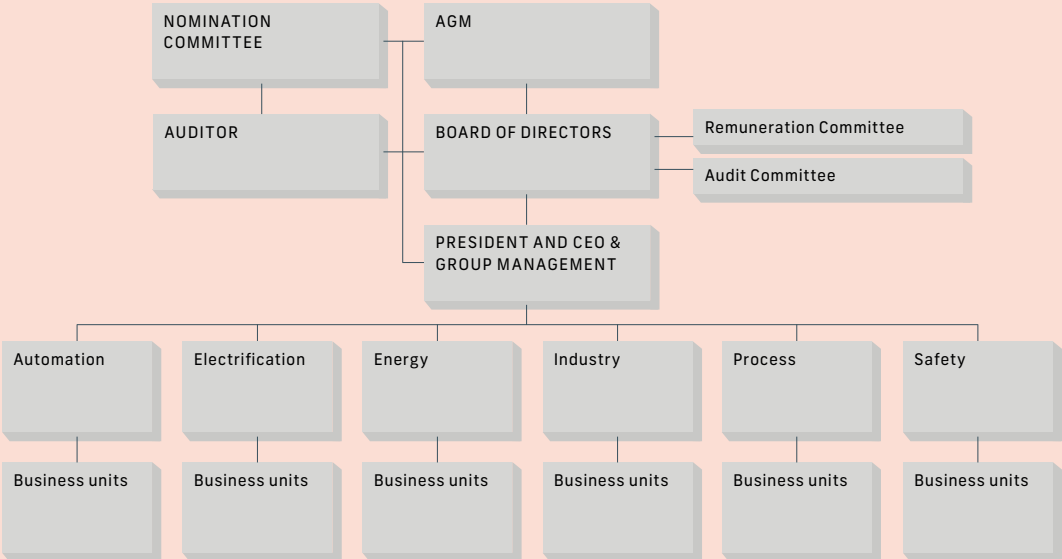 NOMINATION
COMMITTEE
AGM
AUDITOR
BOARD OF DIRECTORS
Remuneration Committee
Audit Committee
PRESIDENT AND CEO &
GROUP MANAGEMENT
Automation
Electrification
Energy
Industry
Process
Safety
Business units
Business units
Business units
Business units
Business units
Business units